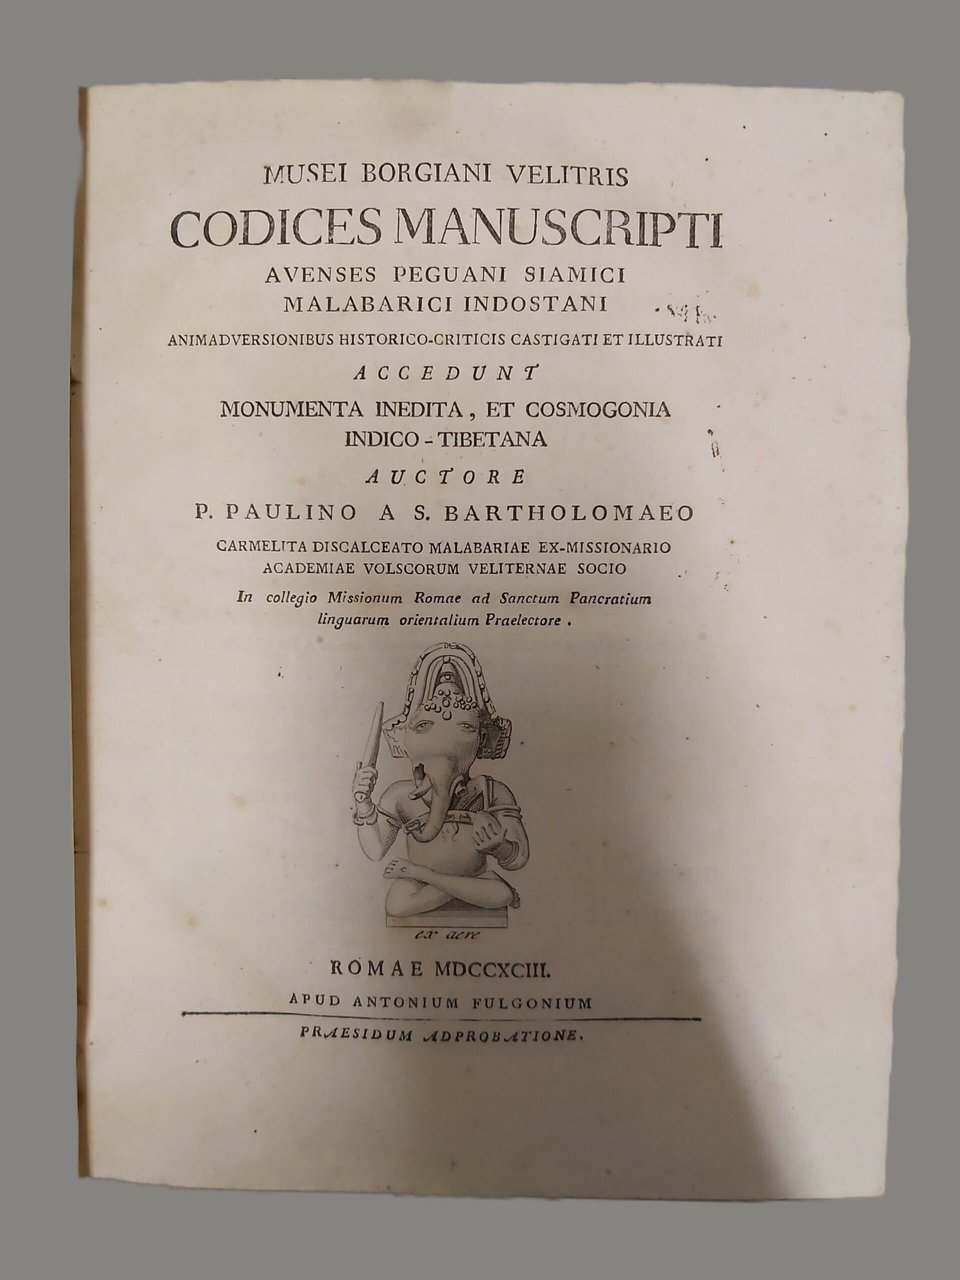 MUSEI BORGIANI VELITRIS
CODICES MANUSCRIPTI
AVENSES PEGUANI SIAMICI
MALABARICI INDOSTANI
ANIMADVERSIONIBUS HISTORICO-CRITICIS CASTIGATI ET ILLUSTRATI
ACCEDUNT
MONUMENTA INEDITA, ET COSMOGONIA
INDICO-TIBETANA
AUCTORE
P. PAULINO A S. BARTHOLOMAEO
CARMELITA DISCALCEATO MALABARIAE EX-MISSIONARIO
ACADEMIAE VOLSCORUM VELITERNAE SOCIO
In collegio Missionum Romae ad Sanctum Pancratium
linguarum orientalium Praelectore.
ex aere
ROMAE MDCCXCIII.
APUD ANTONIUM FULGONIUM
PRAESIDUM ADPROBATIONE.